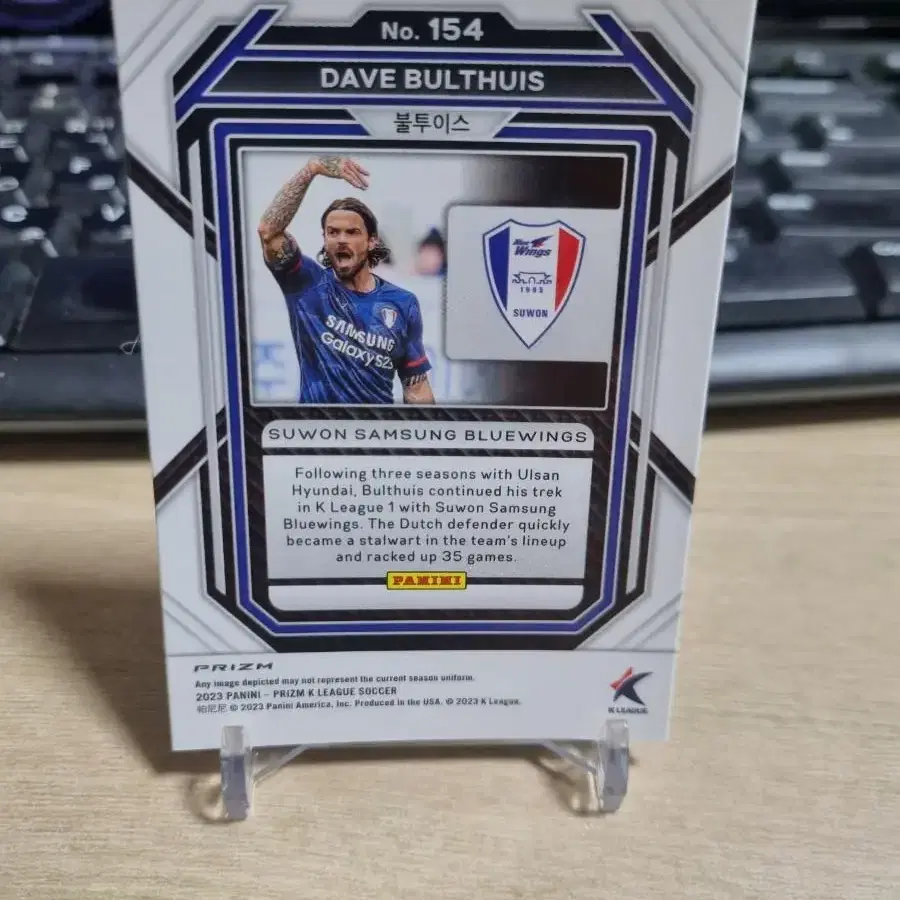 No. 154
DAVE BULTHUIS
불투이스
Blue
Wings
1995
SUWON
SAMSUNG
Galaxy S23
SUWON SAMSUNG BLUEWINGS
Following three seasons with Ulsan
Hyundai, Bulthuis continued his trek
in K League 1 with Suwon Samsung
Bluewings. The Dutch defender quickly
became a stalwart in the team's lineup
and racked up 35 games.
PANINI
PRIZM
Any image depicted may not represent the current season uniform.
2023 PANINI – PRIZM K LEAGUE SOCCER
帕尼尼 © 2023 Panini America, Inc. Produced in the USA. © 2023 K League.
K LEAGUE